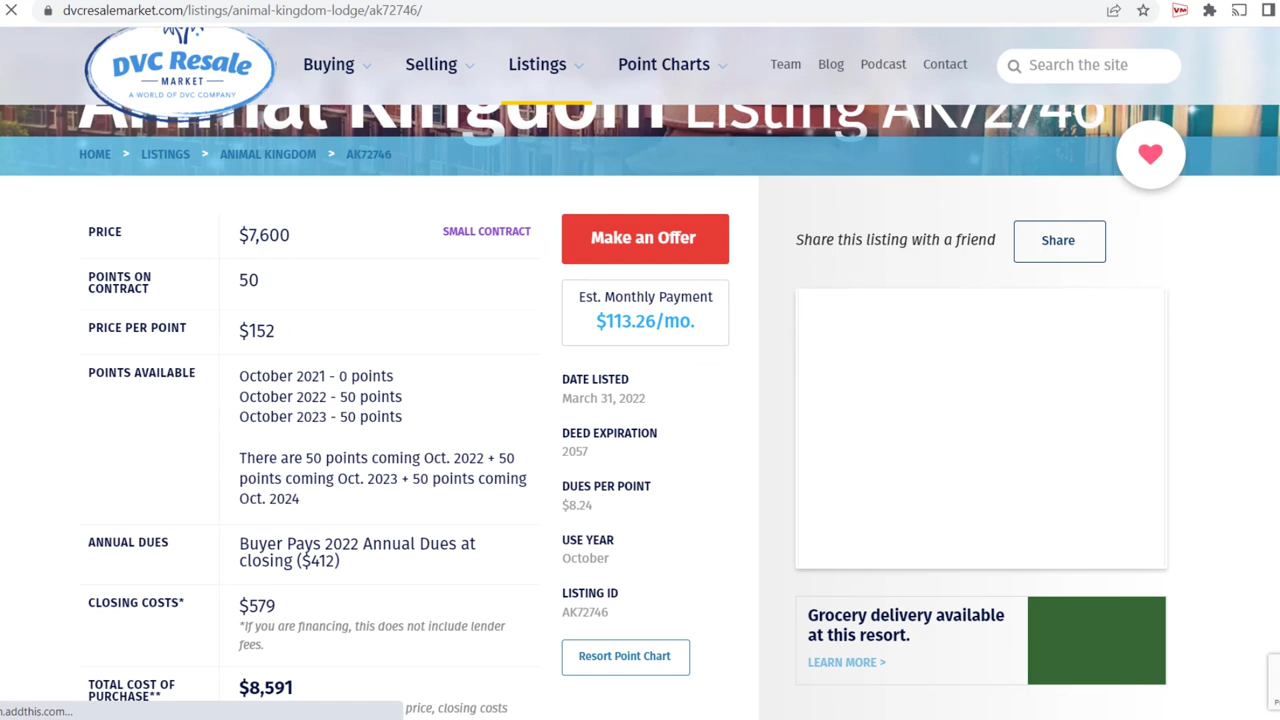 dvcresalemarket.com/listings/animal-kingdom-lodge/ak72746/
VM
DVC Resale
MARKET
A WORLD OF DVC COMPANY
Buying
Selling
Listings
Point Charts
Team
Blog
Podcast
Contact
Search the site
Animal Kingdom Listing AK72746
HOME > LISTINGS > ANIMAL KINGDOM > AK72746
PRICE
$7,600
SMALL CONTRACT
POINTS ON
CONTRACT
50
PRICE PER POINT
$152
POINTS AVAILABLE
October 2021 - 0 points
October 2022 - 50 points
October 2023 - 50 points
There are 50 points coming Oct. 2022 + 50
points coming Oct. 2023 + 50 points coming
Oct. 2024
ANNUAL DUES
Buyer Pays 2022 Annual Dues at
closing ($412)
CLOSING COSTS*
$579
*If you are financing, this does not include lender
fees.
TOTAL COST OF
PURCHASE**
$8,591
price, closing costs
Make an Offer
Est. Monthly Payment
$113.26/mo.
DATE LISTED
March 31, 2022
DEED EXPIRATION
2057
DUES PER POINT
$8.24
USE YEAR
October
LISTING ID
AK72746
Resort Point Chart
Share this listing with a friend
Share
Grocery delivery available
at this resort.
LEARN MORE >
n.addthis.com...